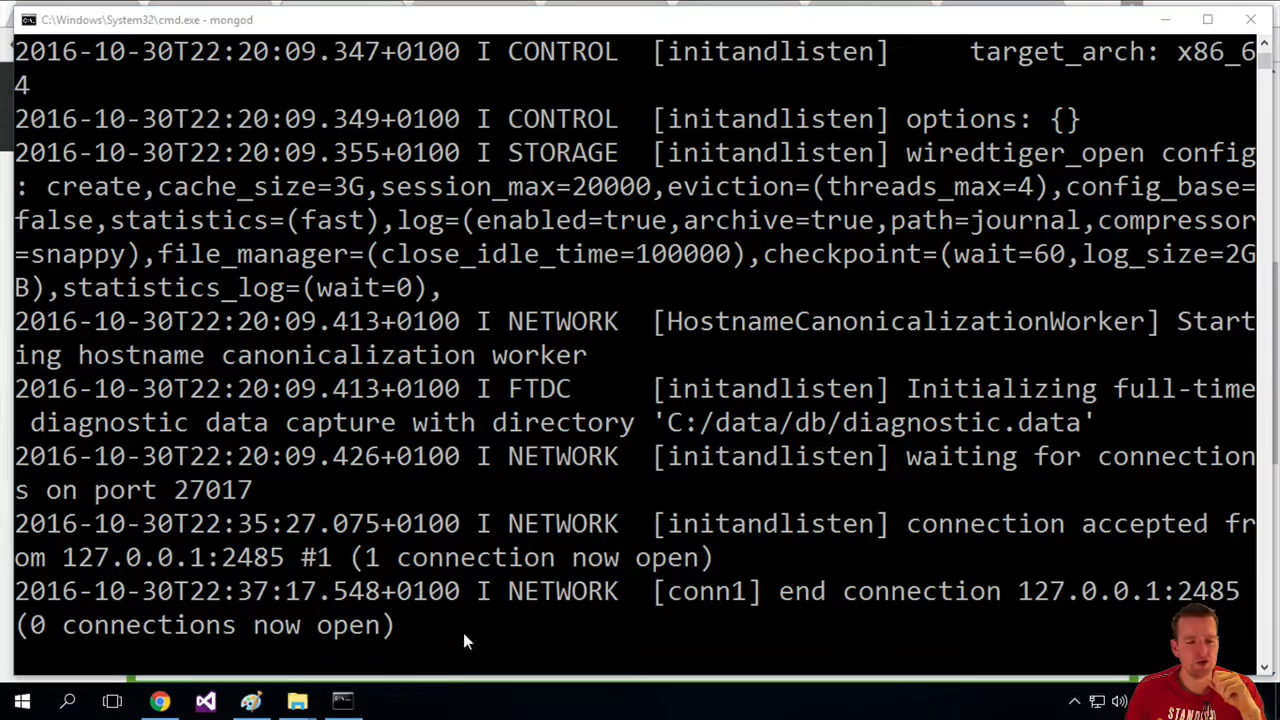 C:\Windows\System32\cmd.exe - mongod
2016-10-30T22:20:09.347+0100 I CONTROL  [initandlisten]     target_arch: x86_6
4
2016-10-30T22:20:09.349+0100 I CONTROL  [initandlisten] options: {}
2016-10-30T22:20:09.355+0100 I STORAGE  [initandlisten] wiredtiger_open config
: create,cache_size=3G,session_max=20000,eviction=(threads_max=4),config_base=
false,statistics=(fast),log=(enabled=true,archive=true,path=journal,compressor
=snappy),file_manager=(close_idle_time=100000),checkpoint=(wait=60,log_size=2G
B),statistics_log=(wait=0),
2016-10-30T22:20:09.413+0100 I NETWORK  [HostnameCanonicalizationWorker] Start
ing hostname canonicalization worker
2016-10-30T22:20:09.413+0100 I FTDC     [initandlisten] Initializing full-time
 diagnostic data capture with directory 'C:/data/db/diagnostic.data'
2016-10-30T22:20:09.426+0100 I NETWORK  [initandlisten] waiting for connection
s on port 27017
2016-10-30T22:35:27.075+0100 I NETWORK  [initandlisten] connection accepted fr
om 127.0.0.1:2485 #1 (1 connection now open)
2016-10-30T22:37:17.548+0100 I NETWORK  [conn1] end connection 127.0.0.1:2485
(0 connections now open)
STAND